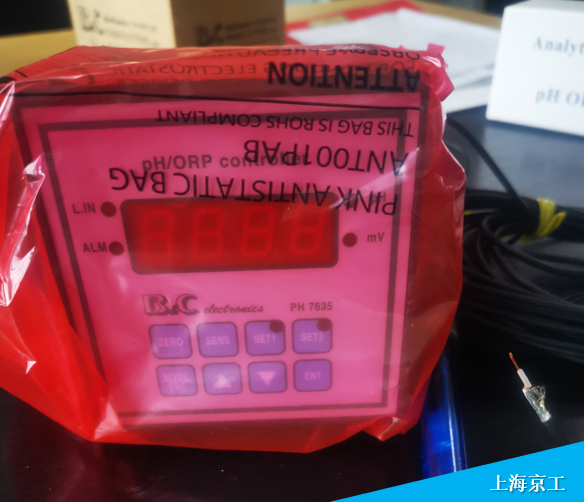 B&C
Analyt
pH O
ATTENTION
THIS BAG IS ROHS COMPLIANT
ANT001PAB
PINK ANTISTATIC BAG
pH/ORP controller
L.IN
ALM
mV
B&C electronics PH 7635
ZERO SENS SET1 SET2
ENT
上海京工